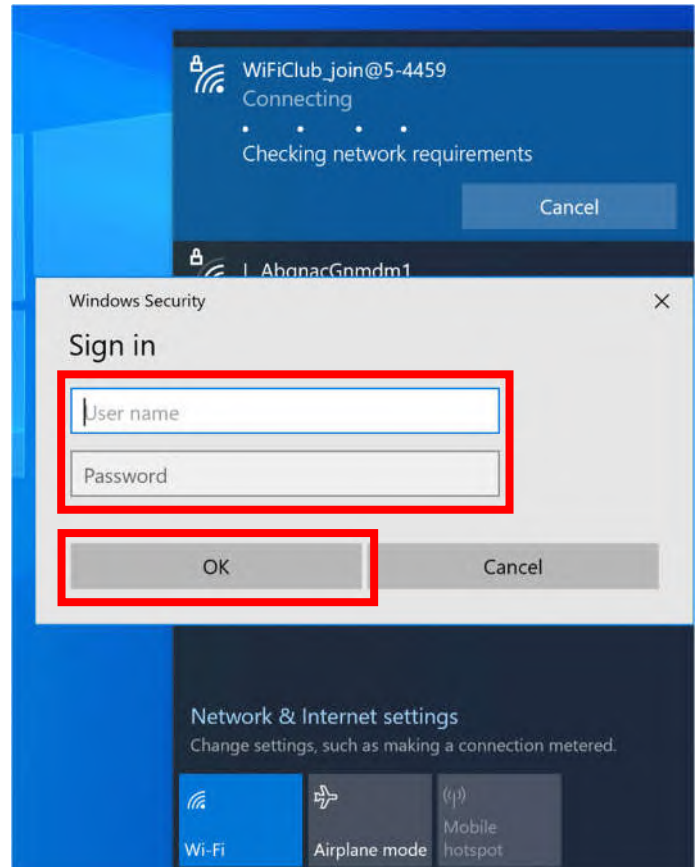 WiFiClub_join@5-4459
Connecting
Checking network requirements
Cancel
I_AbgnacGnmdm1
Windows Security
Sign in
User name
Password
OK
Cancel
Network & Internet settings
Change settings, such as making a connection metered.
Wi-Fi
Airplane mode
Mobile
hotspot